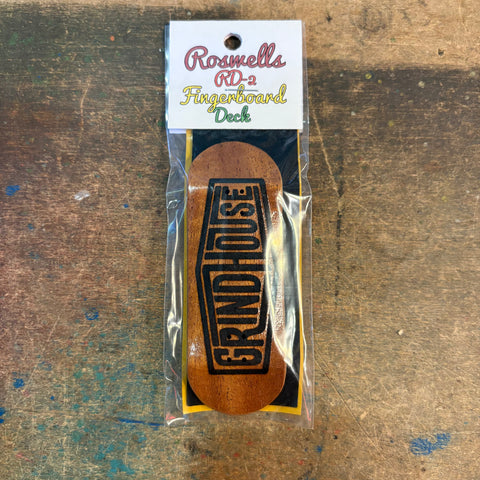 Roswells
RD-2
Fingerboard
Deck
GRINDHOUSE